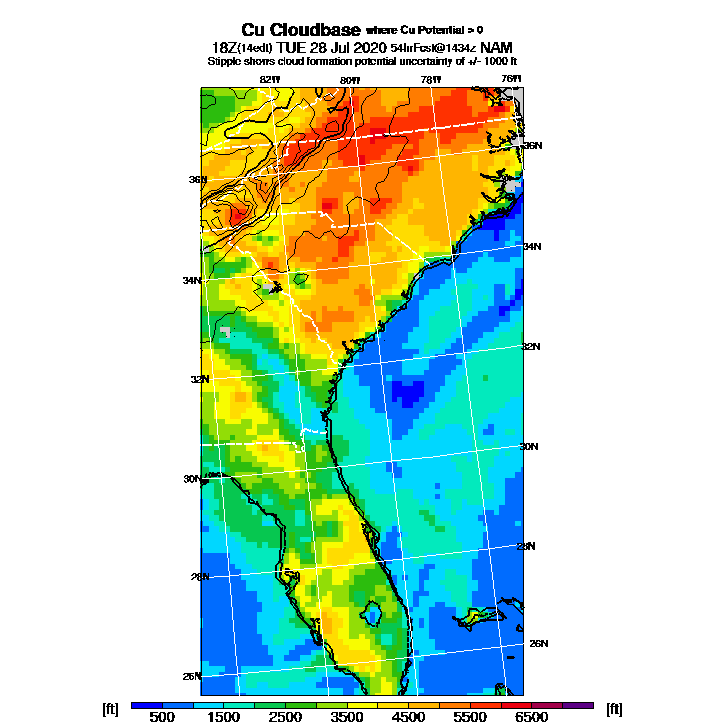 Cu Cloudbase where Cu Potential > 0
18Z(14edt) TUE 28 Jul 2020 54hrFcst@1434z NAM
Stipple shows cloud formation potential uncertainty of +/- 1000 ft
82W 80W 78W 76W
36N 36N
34N 34N
32N 32N
30N 30N
28N 28N
26N 26N
[ft] 500 1500 2500 3500 4500 5500 6500 [ft]